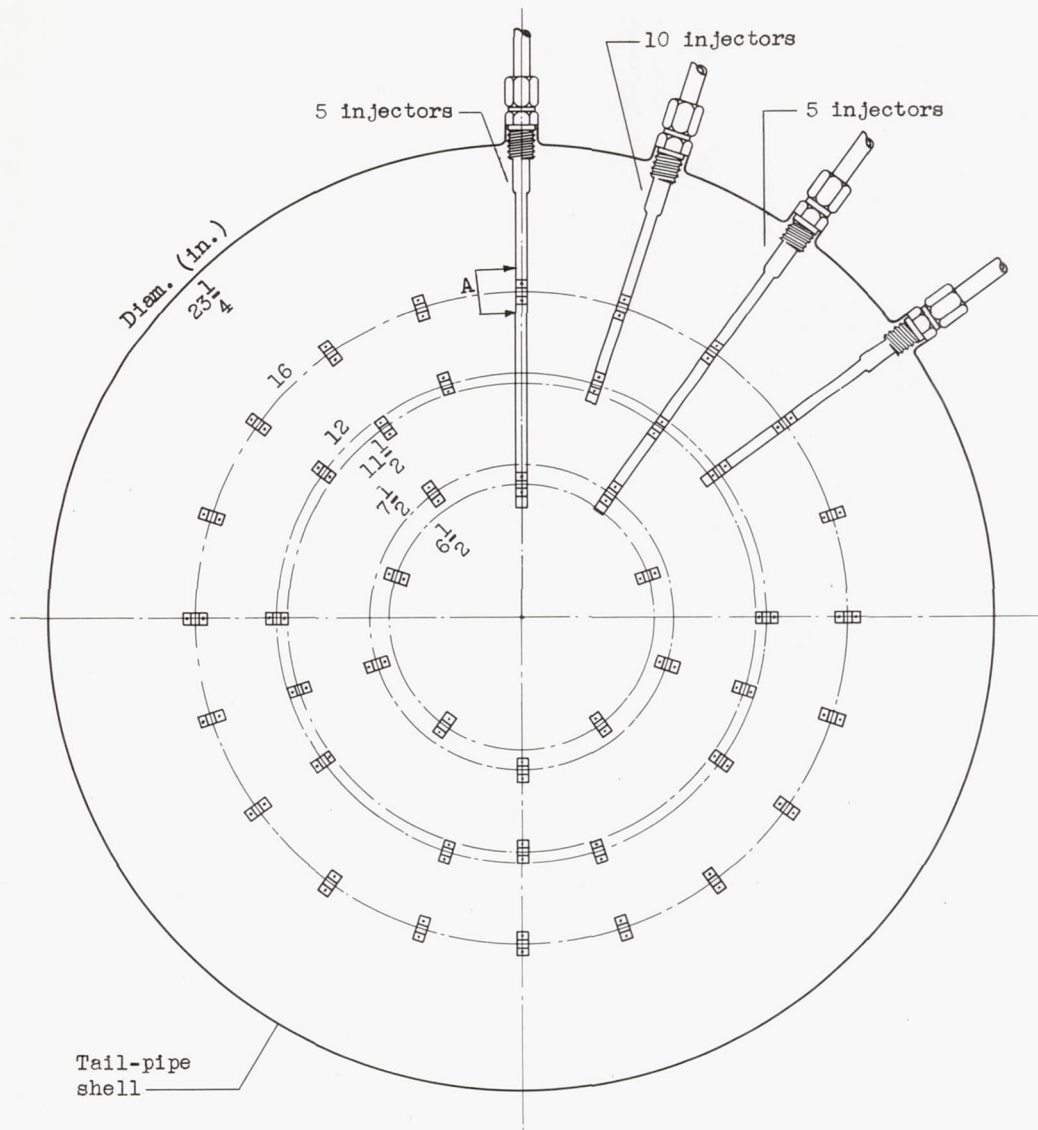 10 injectors
5 injectors
5 injectors
Diam. (in.)
23 1/4
A
16
12
11 1/2
7 1/2
6 1/2
Tail-pipe
shell